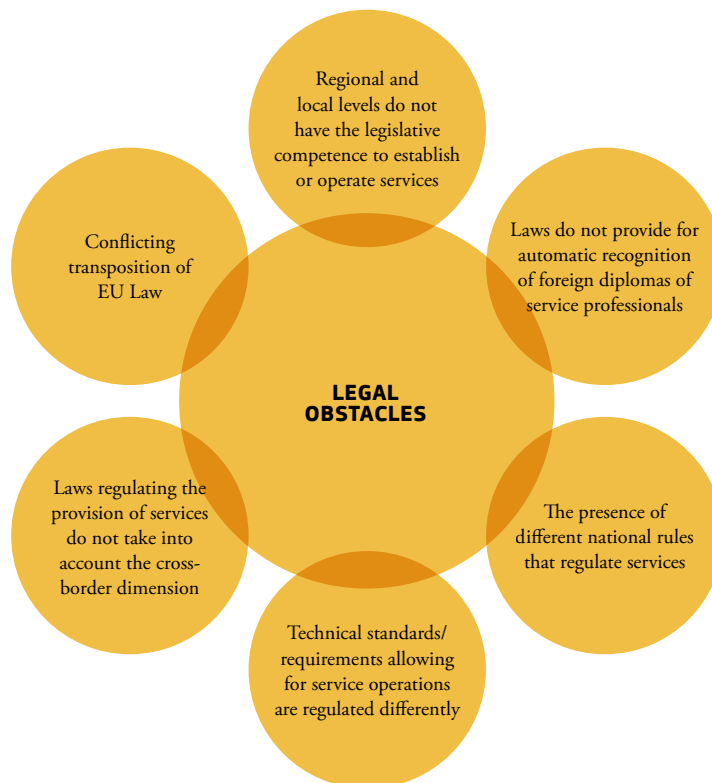 Regional and
local levels do not
have the legislative
competence to establish
or operate services
Conflicting
transposition of
EU Law
Laws do not provide for
automatic recognition
of foreign diplomas of
service professionals
LEGAL
OBSTACLES
Laws regulating the
provision of services
do not take into
account the cross-
border dimension
The presence of
different national rules
that regulate services
Technical standards/
requirements allowing
for service operations
are regulated differently